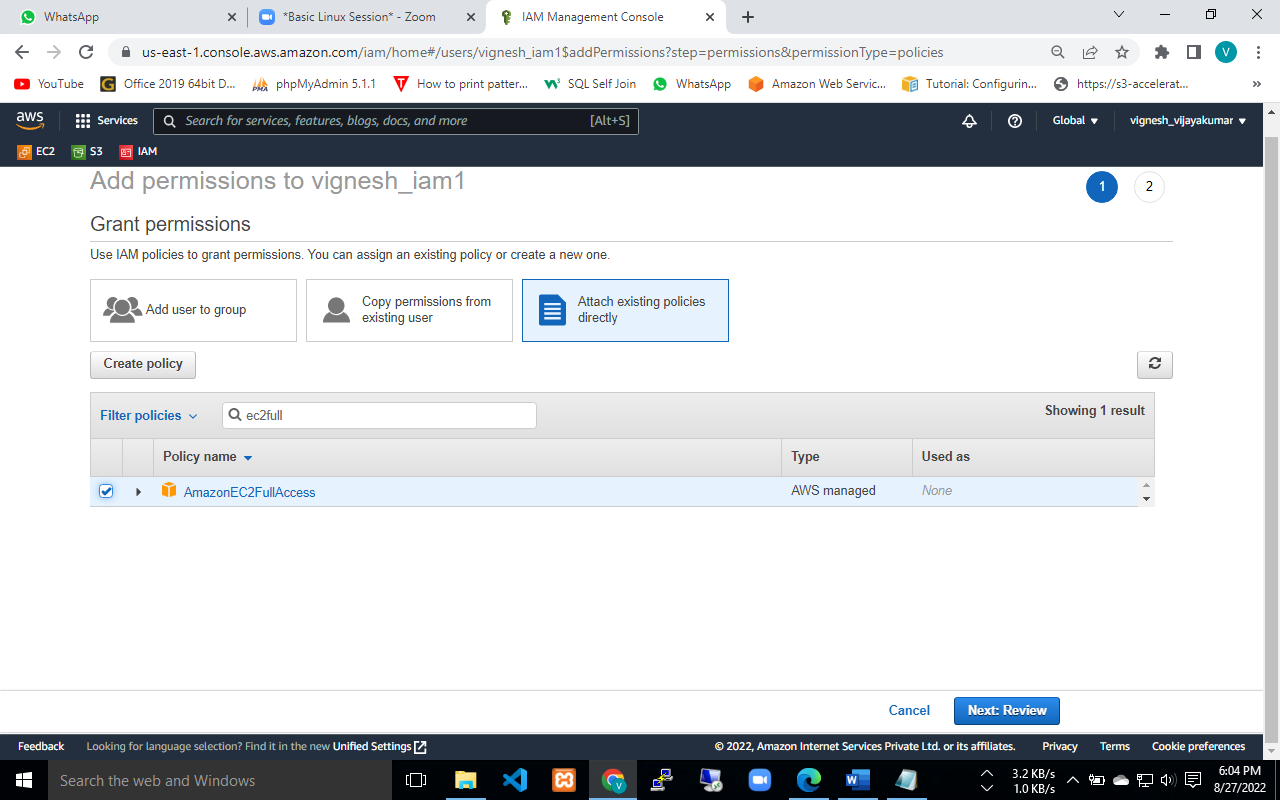 WhatsApp
*Basic Linux Session* - Zoom
IAM Management Console
us-east-1.console.aws.amazon.com/iam/home#/users/vignesh_iam1$addPermissions?step=permissions&permissionType=policies
V
YouTube
Office 2019 64bit D...
phpMyAdmin 5.1.1
How to print patter...
SQL Self Join
WhatsApp
Amazon Web Servic...
Tutorial: Configurin...
https://s3-accelerat...
»
aws
Services
Search for services, features, blogs, docs, and more
[Alt+S]
Global
vignesh_vijayakumar
EC2
S3
IAM
Add permissions to vignesh_iam1
1
2
Grant permissions
Use IAM policies to grant permissions. You can assign an existing policy or create a new one.
Add user to group
Copy permissions from
existing user
Attach existing policies
directly
Create policy
Filter policies
ec2full
Showing 1 result
Policy name
Type
Used as
AmazonEC2FullAccess
AWS managed
None
Cancel
Next: Review
Feedback
Looking for language selection? Find it in the new Unified Settings
© 2022, Amazon Internet Services Private Ltd. or its affiliates.
Privacy
Terms
Cookie preferences
Search the web and Windows
3.2 KB/s
1.0 KB/s
6:04 PM
8/27/2022